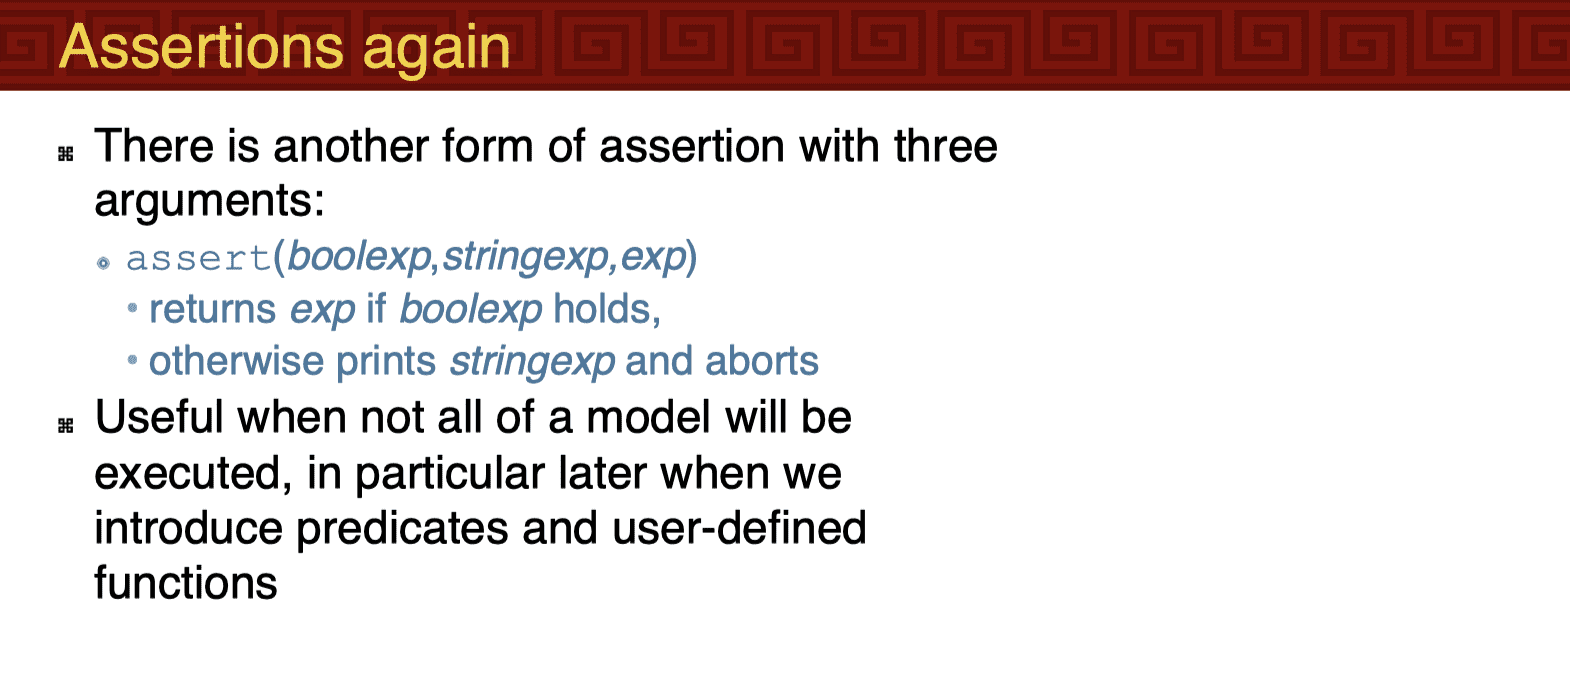 Assertions again
There is another form of assertion with three
arguments:
assert(boolexp,stringexp,exp)
returns exp if boolexp holds,
otherwise prints stringexp and aborts
Useful when not all of a model will be
executed, in particular later when we
introduce predicates and user-defined
functions